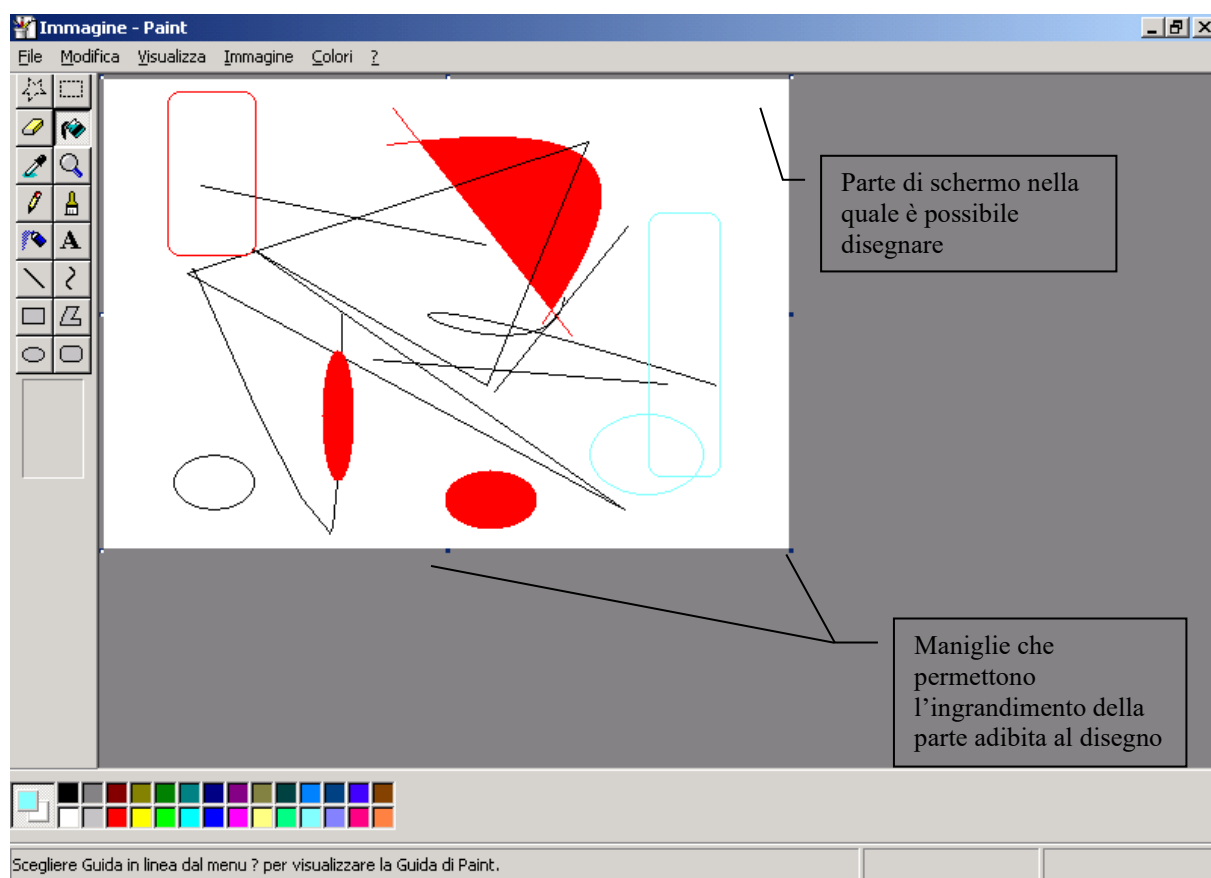 Immagine - Paint
File Modifica Visualizza Immagine Colori ?
A
Parte di schermo nella
quale è possibile
disegnare
Maniglie che
permettono
l’ingrandimento della
parte adibita al disegno
Scegliere Guida in linea dal menu ? per visualizzare la Guida di Paint.